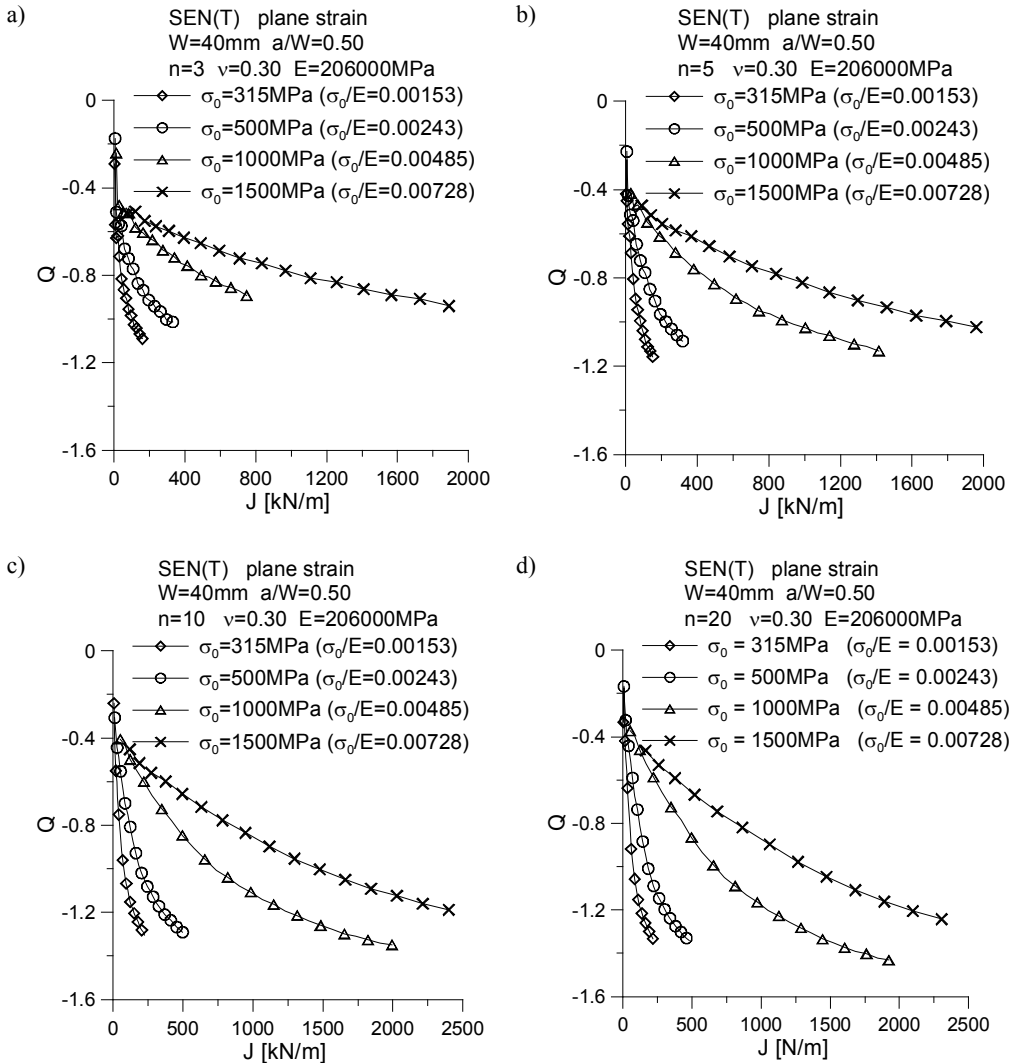 a)
SEN(T) plane strain
W=40mm a/W=0.50
n=3 ν=0.30 E=206000MPa
σ0=315MPa (σ0/E=0.00153)
σ0=500MPa (σ0/E=0.00243)
σ0=1000MPa (σ0/E=0.00485)
σ0=1500MPa (σ0/E=0.00728)
0
-0.4
-0.8
-1.2
-1.6
Q
0 400 800 1200 1600 2000
J [kN/m]
b)
SEN(T) plane strain
W=40mm a/W=0.50
n=5 ν=0.30 E=206000MPa
σ0=315MPa (σ0/E=0.00153)
σ0=500MPa (σ0/E=0.00243)
σ0=1000MPa (σ0/E=0.00485)
σ0=1500MPa (σ0/E=0.00728)
0
-0.4
-0.8
-1.2
-1.6
Q
0 400 800 1200 1600 2000
J [kN/m]
c)
SEN(T) plane strain
W=40mm a/W=0.50
n=10 ν=0.30 E=206000MPa
σ0=315MPa (σ0/E=0.00153)
σ0=500MPa (σ0/E=0.00243)
σ0=1000MPa (σ0/E=0.00485)
σ0=1500MPa (σ0/E=0.00728)
0
-0.4
-0.8
-1.2
-1.6
Q
0 500 1000 1500 2000 2500
J [kN/m]
d)
SEN(T) plane strain
W=40mm a/W=0.50
n=20 ν=0.30 E=206000MPa
σ0 = 315MPa (σ0/E = 0.00153)
σ0 = 500MPa (σ0/E = 0.00243)
σ0 = 1000MPa (σ0/E = 0.00485)
σ0 = 1500MPa (σ0/E = 0.00728)
0
-0.4
-0.8
-1.2
-1.6
Q
0 500 1000 1500 2000 2500
J [N/m]